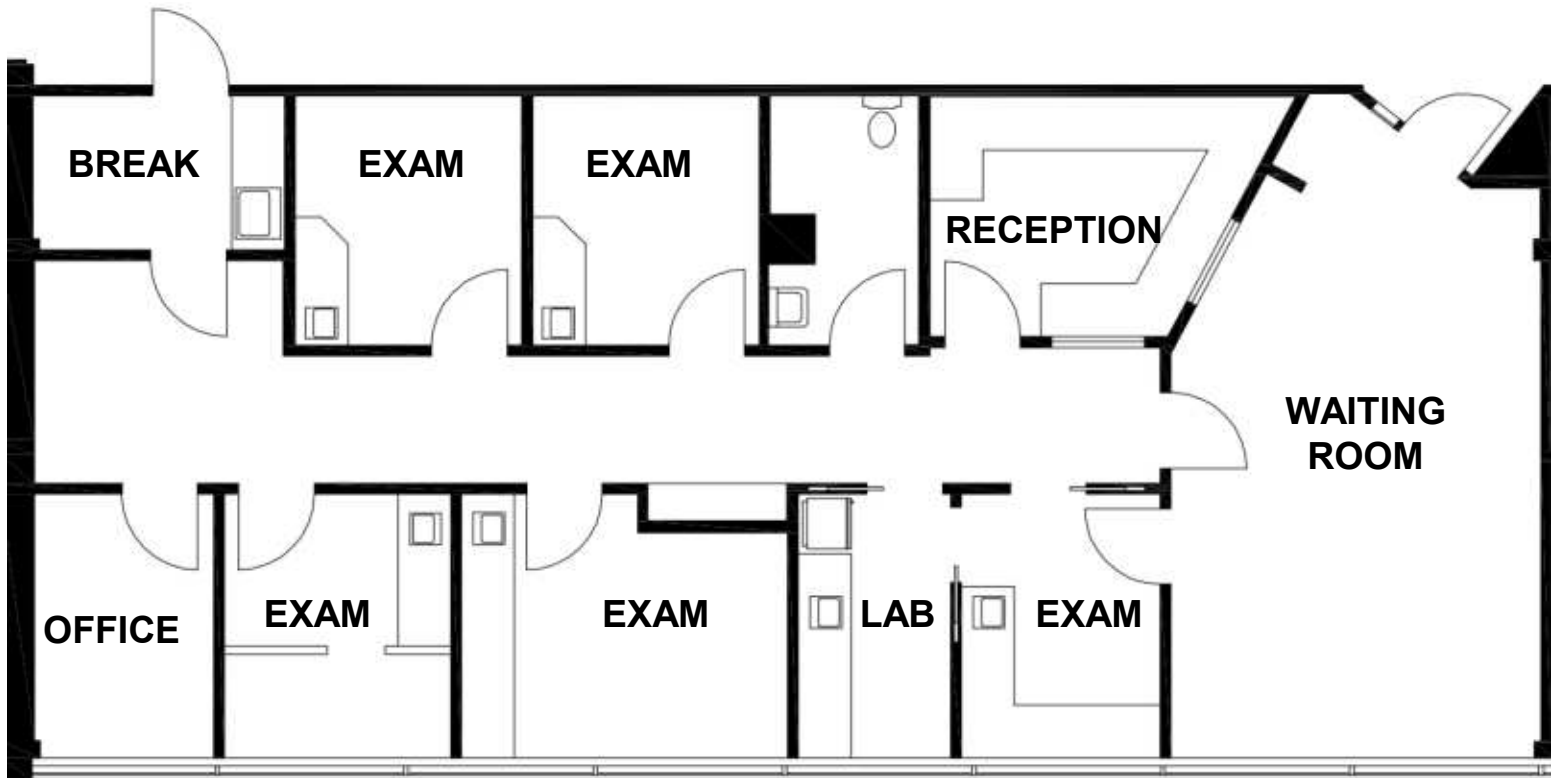 BREAK
EXAM
EXAM
RECEPTION
WAITING
ROOM
OFFICE
EXAM
EXAM
LAB
EXAM